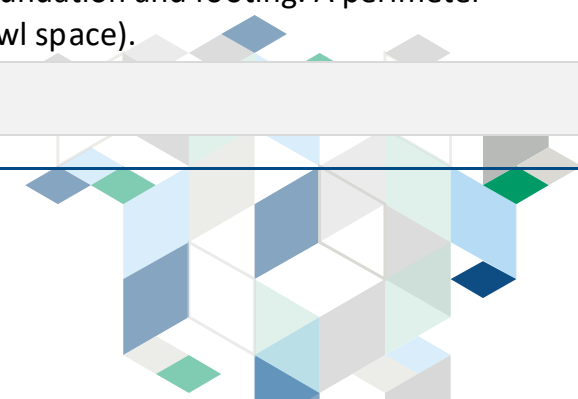 undation and footing. A perimeter
wl space).